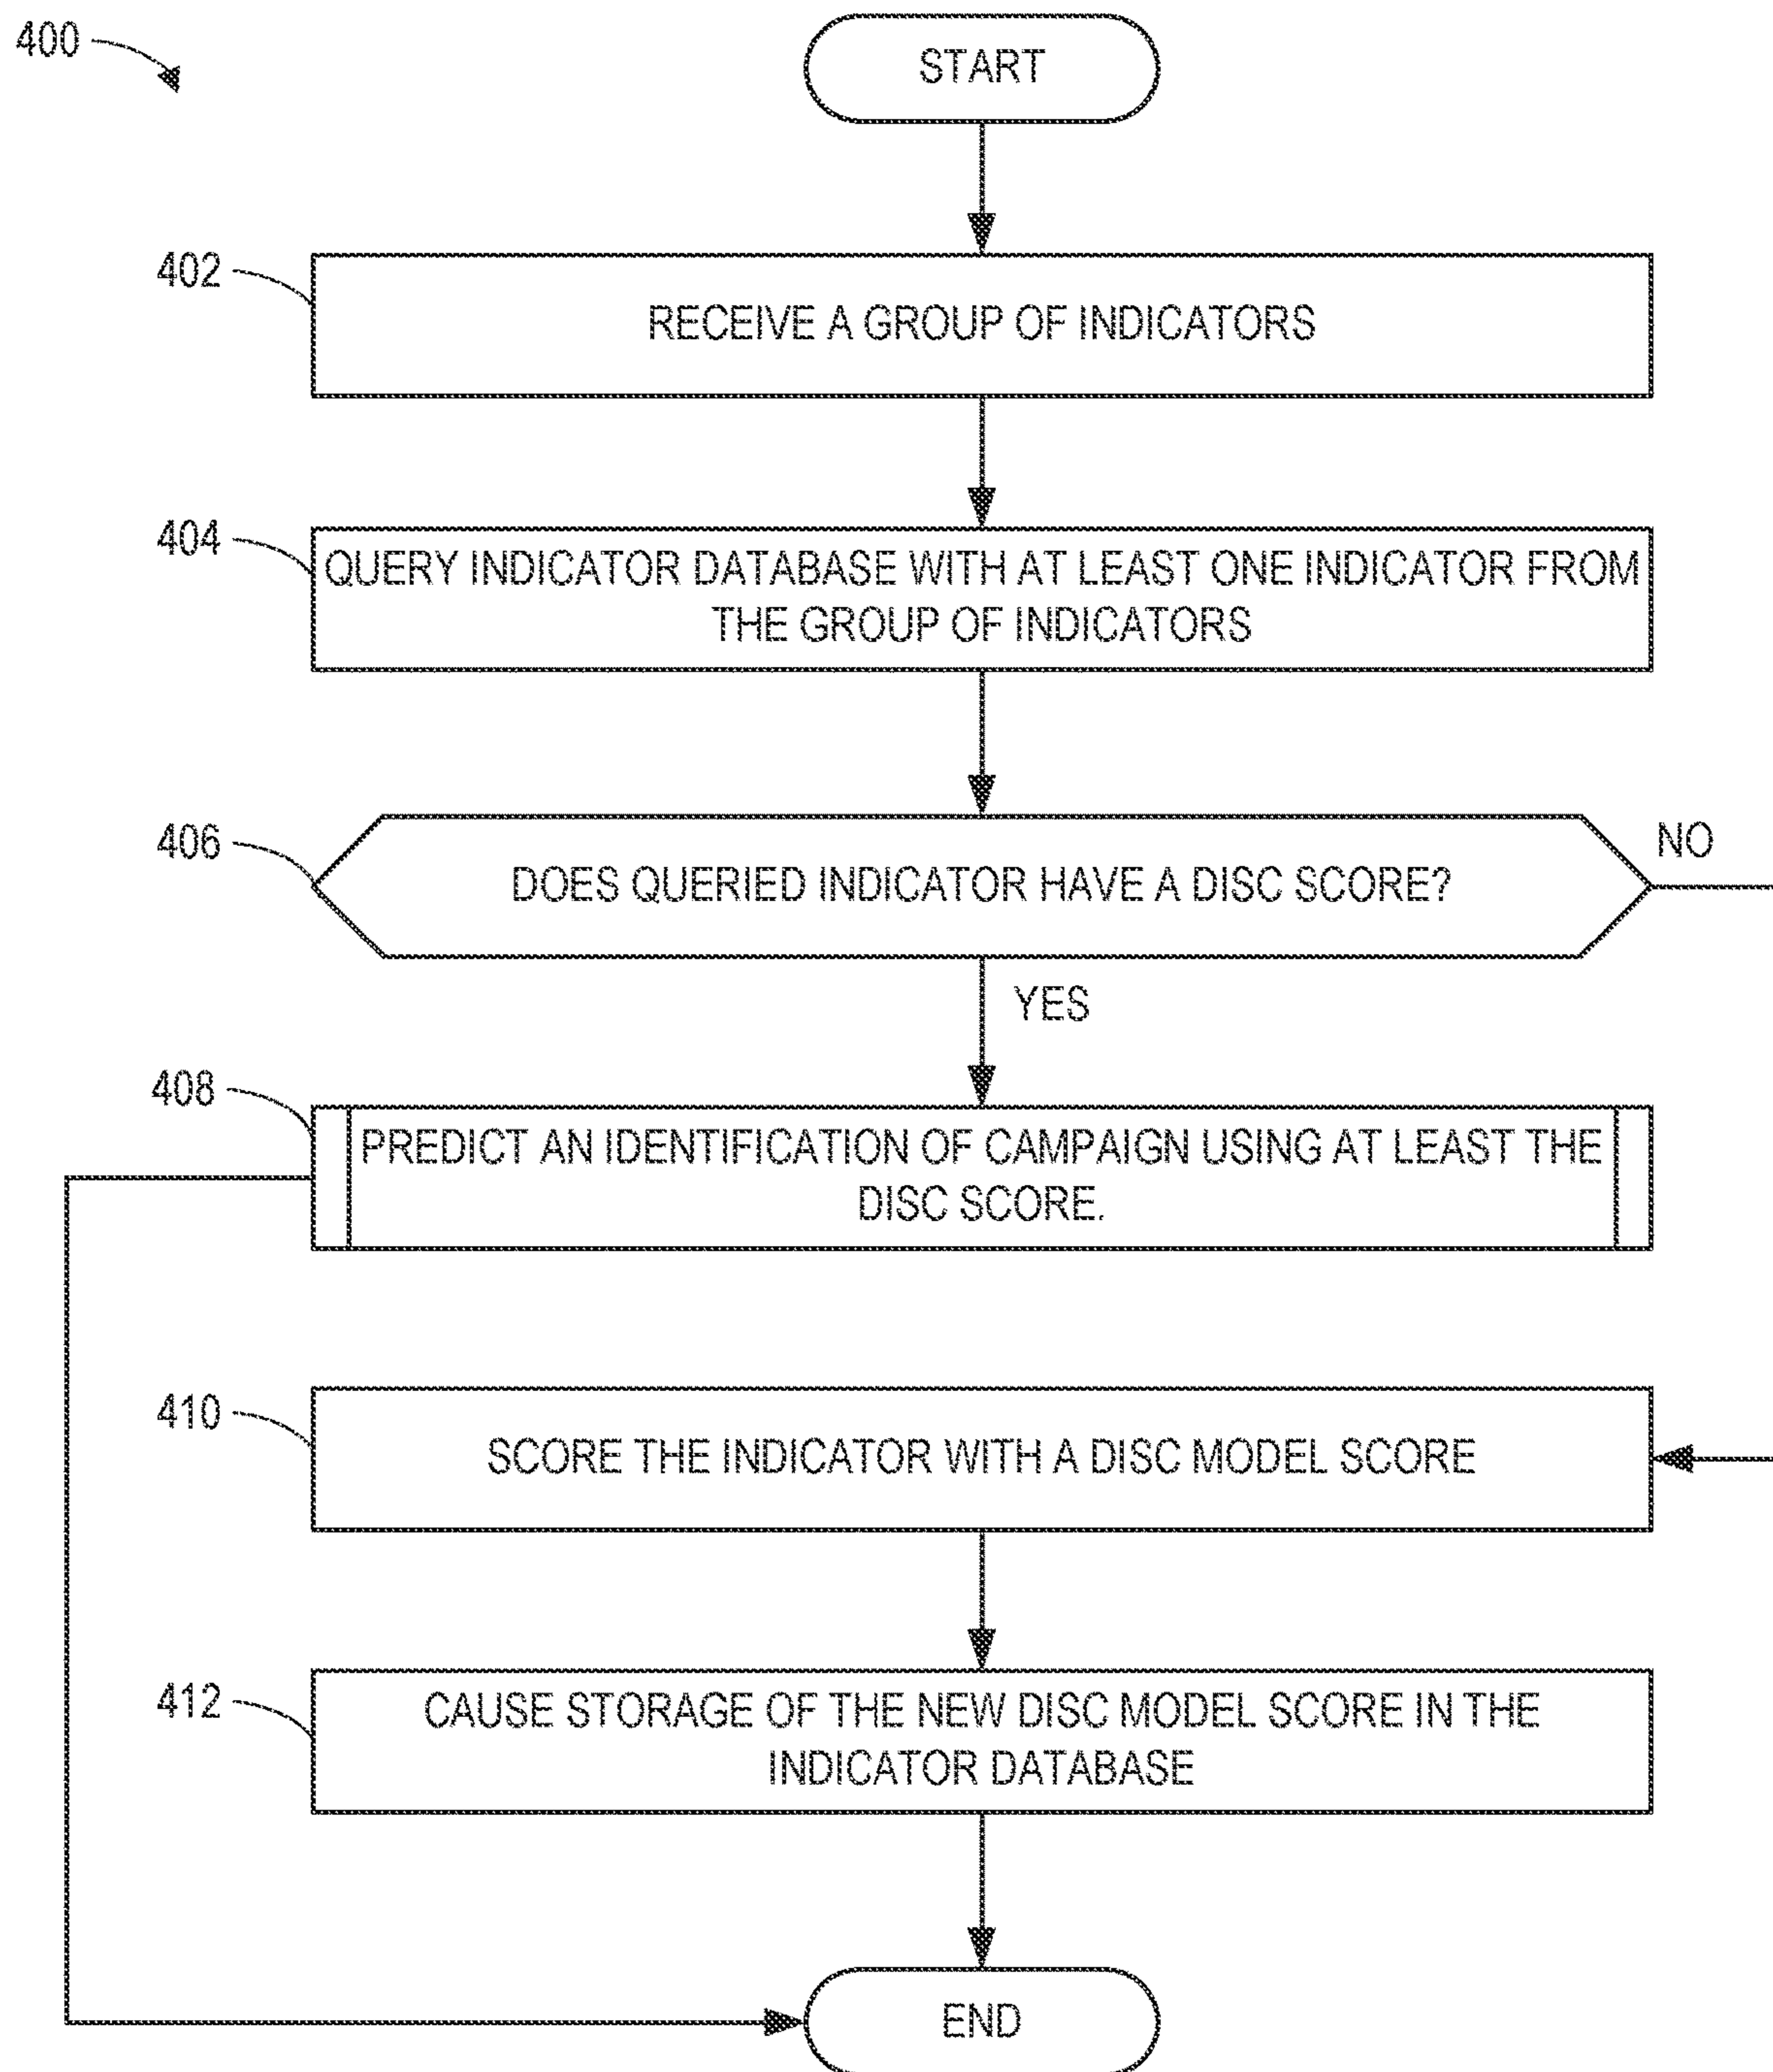 400
START
402
RECEIVE A GROUP OF INDICATORS
404
QUERY INDICATOR DATABASE WITH AT LEAST ONE INDICATOR FROM
THE GROUP OF INDICATORS
406
DOES QUERIED INDICATOR HAVE A DISC SCORE?
NO
YES
408
PREDICT AN IDENTIFICATION OF CAMPAIGN USING AT LEAST THE
DISC SCORE.
410
SCORE THE INDICATOR WITH A DISC MODEL SCORE
412
CAUSE STORAGE OF THE NEW DISC MODEL SCORE IN THE
INDICATOR DATABASE
END